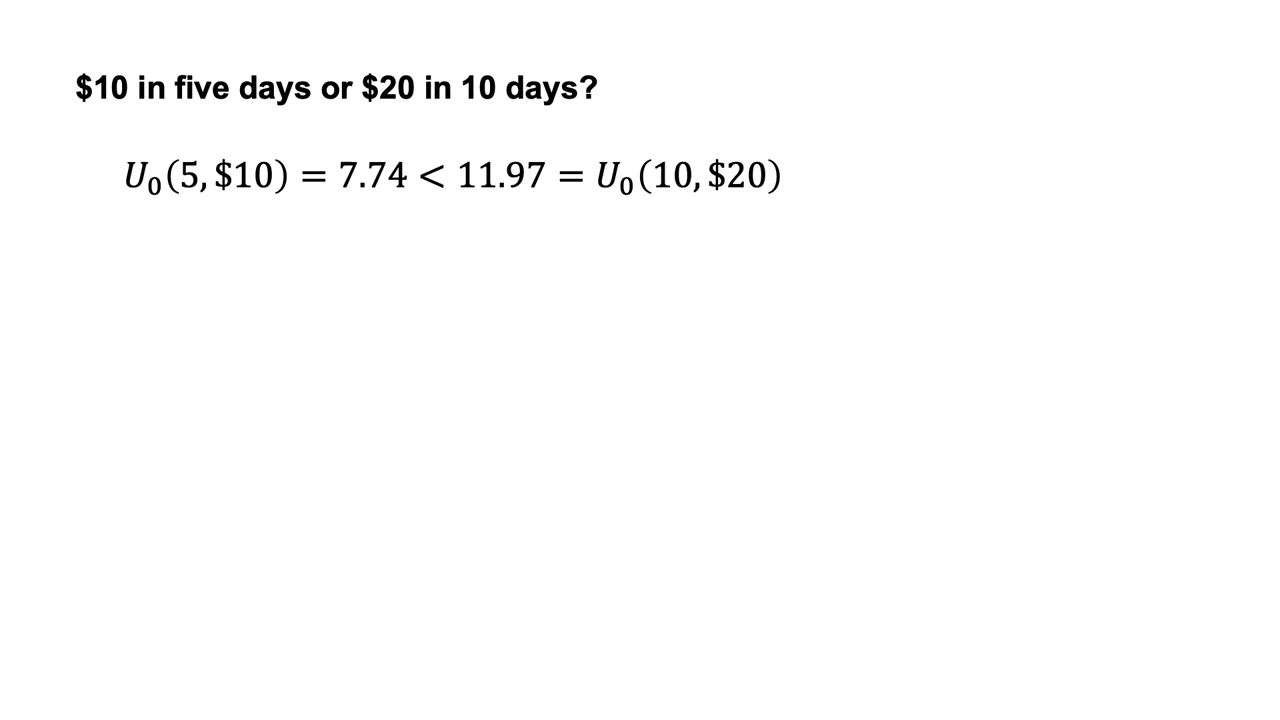 $10 in five days or $20 in 10 days?
𝑈₀(5, $10) = 7.74 < 11.97 = 𝑈₀(10, $20)